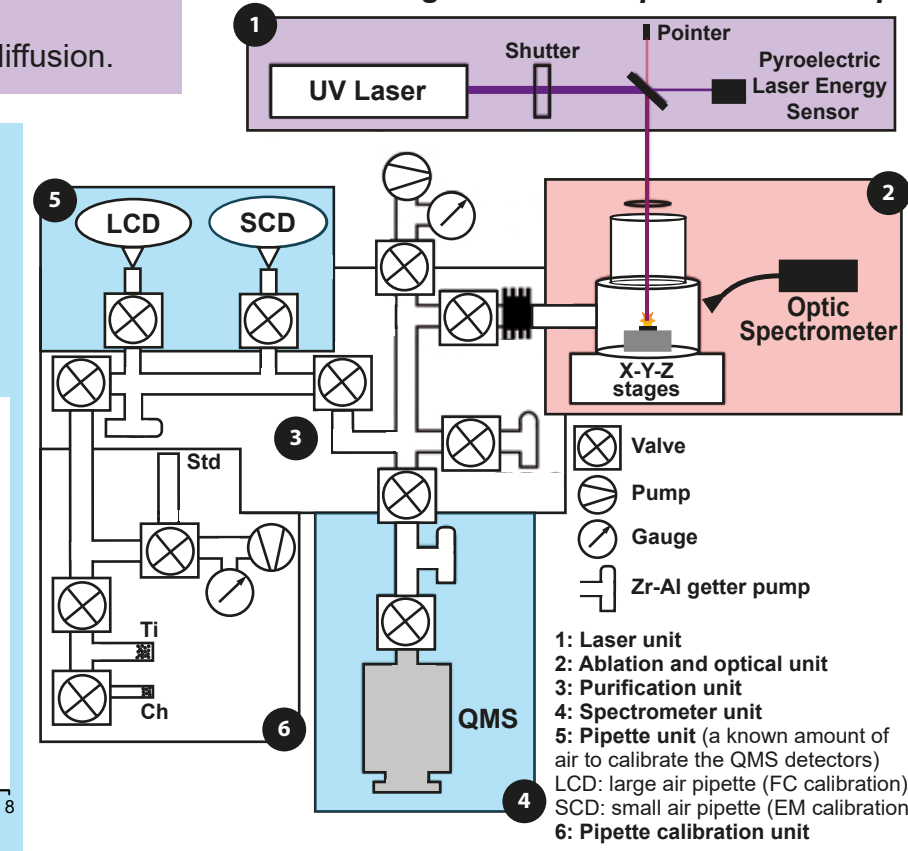 diffusion.
1
Pointer
Shutter
UV Laser
Pyroelectric
Laser Energy
Sensor
5
LCD
SCD
2
Optic
Spectrometer
X-Y-Z
stages
3
Valve
Std
Pump
Gauge
Zr-Al getter pump
Ti
Ch
QMS
6
4
8
1: Laser unit
2: Ablation and optical unit
3: Purification unit
4: Spectrometer unit
5: Pipette unit (a known amount of
air to calibrate the QMS detectors)
LCD: large air pipette (FC calibration)
SCD: small air pipette (EM calibration
6: Pipette calibration unit